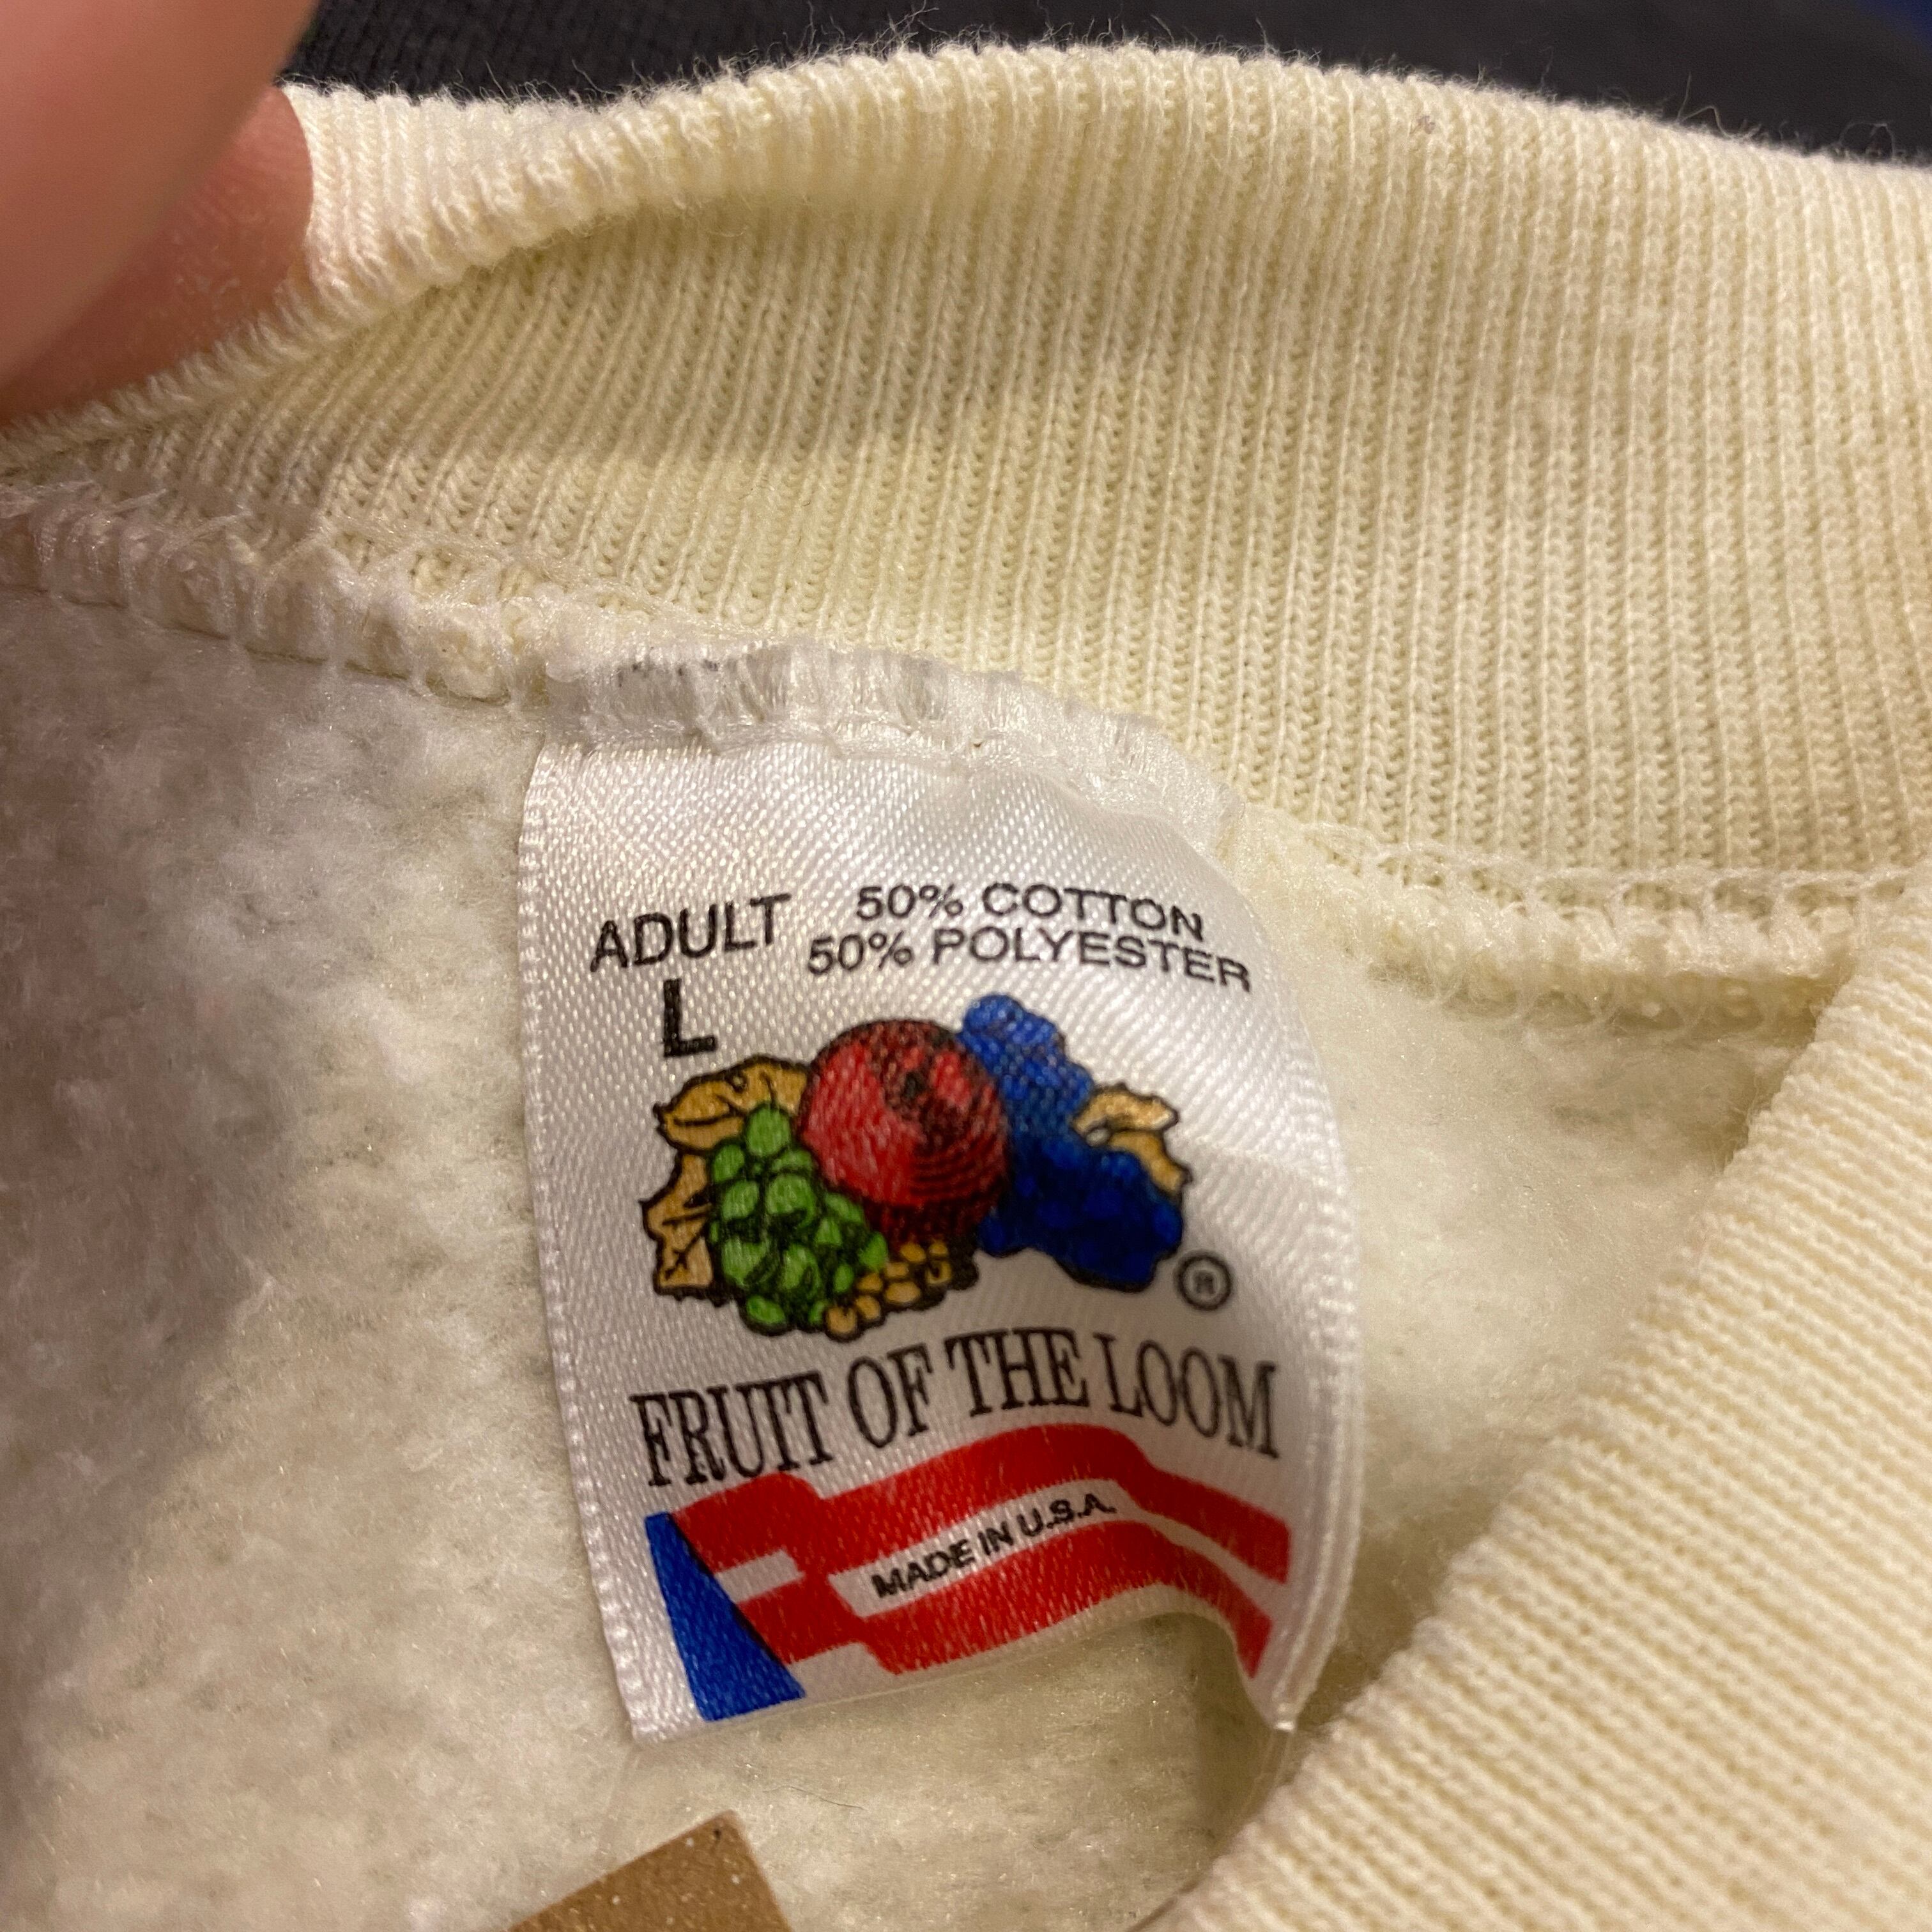 ADULT
L
50% COTTON
50% POLYESTER
®
FRUIT OF THE LOOM
MADE IN U.S.A.